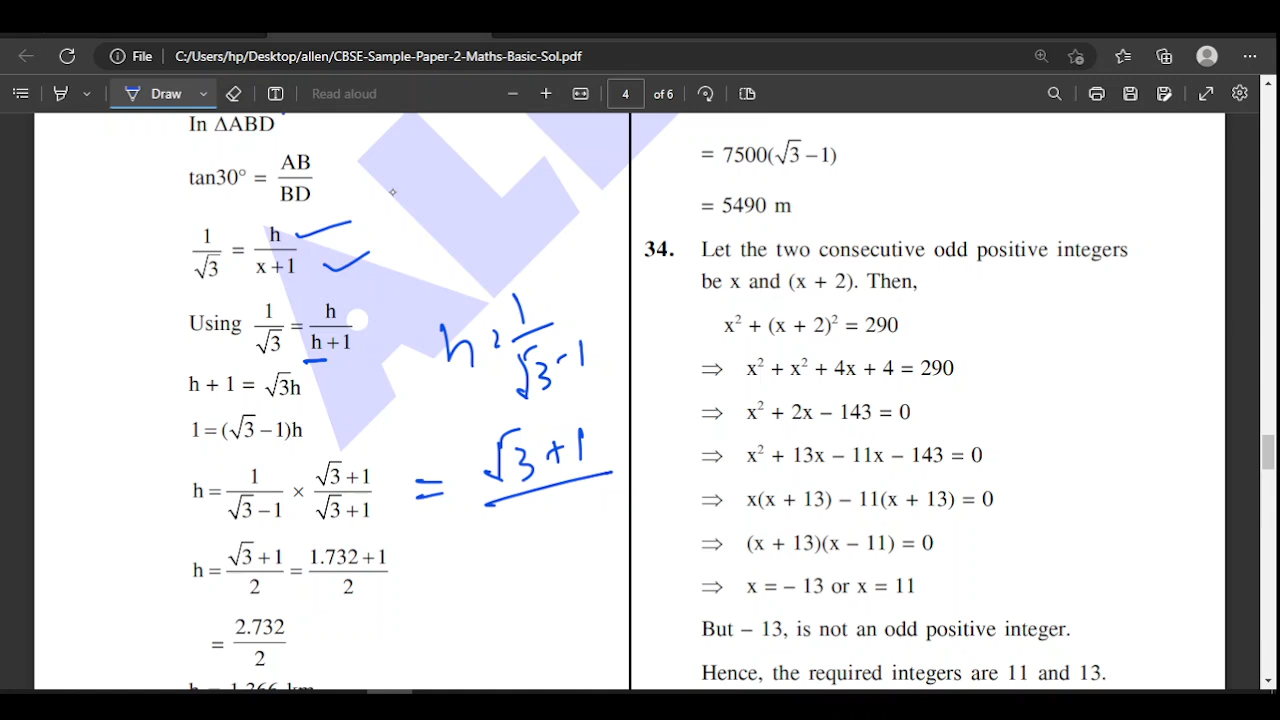 File
C:/Users/hp/Desktop/allen/CBSE-Sample-Paper-2-Maths-Basic-Sol.pdf
Draw
Read aloud
4
of 6
In ΔABD
tan30° = AB/BD
1/√3 = h/(x+1)
Using 1/√3 = h/(h+1)
h + 1 = √3h
1 = (√3 – 1)h
h = 1/(√3 – 1) × (√3+1)/(√3+1)
h = (√3+1)/2 = (1.732+1)/2
= 2.732/2
h = 1/(√3-1)
= √3+1
= 7500(√3 – 1)
= 5490 m
34. Let the two consecutive odd positive integers
be x and (x + 2). Then,
x² + (x + 2)² = 290
⇒ x² + x² + 4x + 4 = 290
⇒ x² + 2x – 143 = 0
⇒ x² + 13x – 11x – 143 = 0
⇒ x(x + 13) – 11(x + 13) = 0
⇒ (x + 13)(x – 11) = 0
⇒ x = – 13 or x = 11
But – 13, is not an odd positive integer.
Hence, the required integers are 11 and 13.